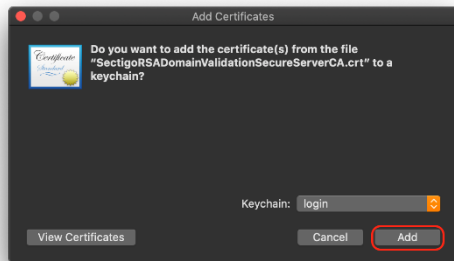 Add Certificates
Certificate
Standard
Do you want to add the certificate(s) from the file
“SectigoRSADomainValidationSecureServerCA.crt” to a
keychain?
Keychain: login
View Certificates Cancel Add